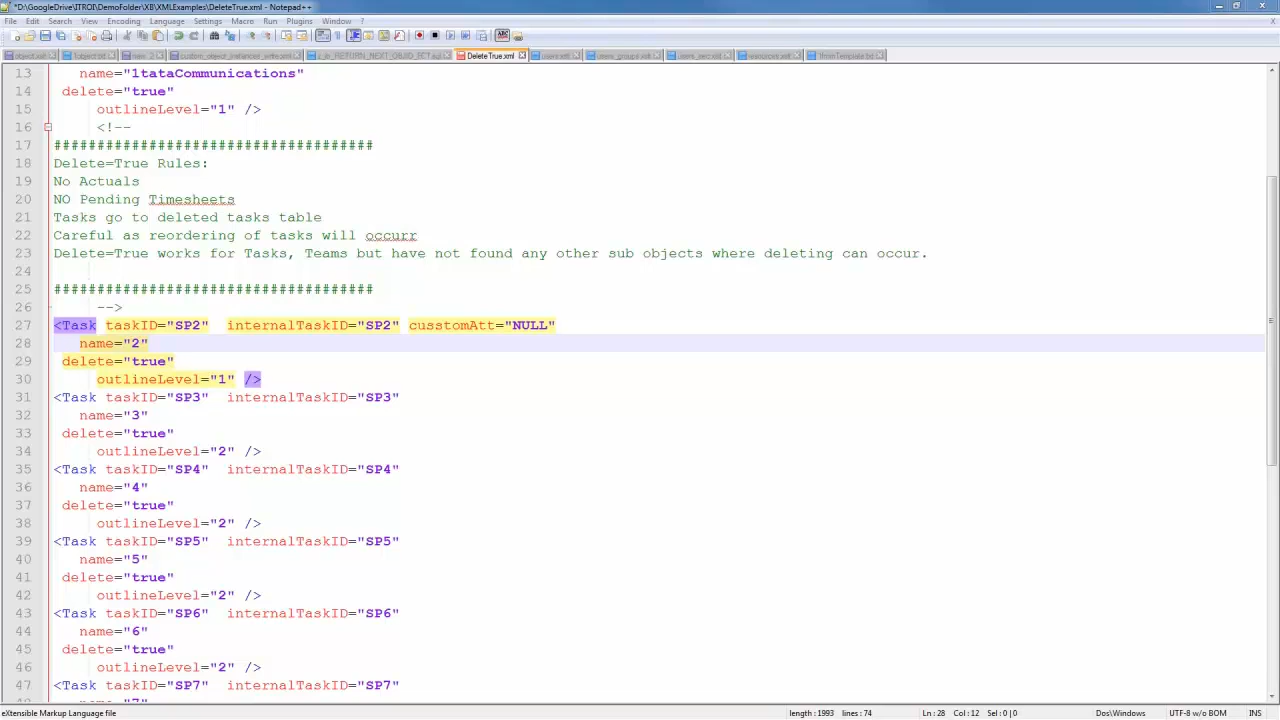 *D:\GoogleDrive\ITROI\DemoFolder\XB\XMLExamples\DeleteTrue.xml - Notepad++
File Edit Search View Encoding Language Settings Macro Run Plugins Window ?
DeleteTrue.xml
13 name="1tataCommunications"
14 delete="true"
15 outlineLevel="1" />
16 <!--
17 #####################################
18 Delete=True Rules:
19 No Actuals
20 NO Pending Timesheets
21 Tasks go to deleted tasks table
22 Careful as reordering of tasks will occurr
23 Delete=True works for Tasks, Teams but have not found any other sub objects where deleting can occur.
24
25 #####################################
26 -->
27 <Task taskID="SP2" internalTaskID="SP2" cusstomAtt="NULL"
28 name="2"
29 delete="true"
30 outlineLevel="1" />
31 <Task taskID="SP3" internalTaskID="SP3"
32 name="3"
33 delete="true"
34 outlineLevel="2" />
35 <Task taskID="SP4" internalTaskID="SP4"
36 name="4"
37 delete="true"
38 outlineLevel="2" />
39 <Task taskID="SP5" internalTaskID="SP5"
40 name="5"
41 delete="true"
42 outlineLevel="2" />
43 <Task taskID="SP6" internalTaskID="SP6"
44 name="6"
45 delete="true"
46 outlineLevel="2" />
47 <Task taskID="SP7" internalTaskID="SP7"
eXtensible Markup Language file length : 1993 lines : 74 Ln : 28 Col : 12 Sel : 0 | 0 Dos\Windows UTF-8 w/o BOM INS